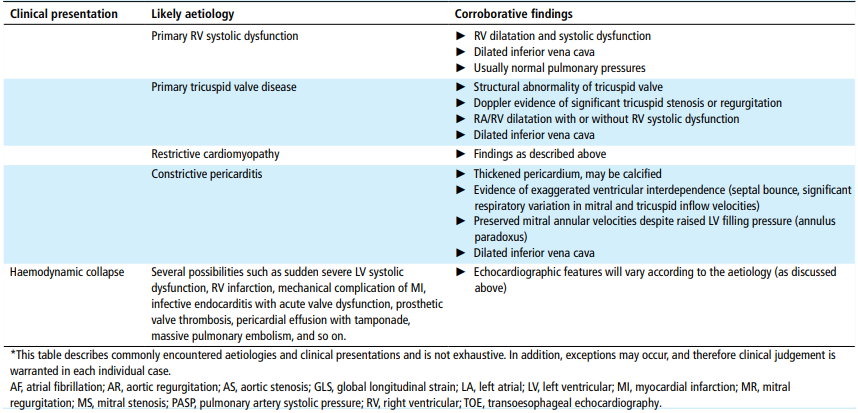 Clinical presentation Likely aetiology Corroborative findings
Primary RV systolic dysfunction ► RV dilatation and systolic dysfunction
► Dilated inferior vena cava
► Usually normal pulmonary pressures
Primary tricuspid valve disease ► Structural abnormality of tricuspid valve
► Doppler evidence of significant tricuspid stenosis or regurgitation
► RA/RV dilatation with or without RV systolic dysfunction
► Dilated inferior vena cava
Restrictive cardiomyopathy ► Findings as described above
Constrictive pericarditis ► Thickened pericardium, may be calcified
► Evidence of exaggerated ventricular interdependence (septal bounce, significant
respiratory variation in mitral and tricuspid inflow velocities)
► Preserved mitral annular velocities despite raised LV filling pressure (annulus
paradoxus)
► Dilated inferior vena cava
Haemodynamic collapse Several possibilities such as sudden severe LV systolic ► Echocardiographic features will vary according to the aetiology (as discussed
dysfunction, RV infarction, mechanical complication of MI, above)
infective endocarditis with acute valve dysfunction, prosthetic
valve thrombosis, pericardial effusion with tamponade,
massive pulmonary embolism, and so on.
*This table describes commonly encountered aetiologies and clinical presentations and is not exhaustive. In addition, exceptions may occur, and therefore clinical judgement is
warranted in each individual case.
AF, atrial fibrillation; AR, aortic regurgitation; AS, aortic stenosis; GLS, global longitudinal strain; LA, left atrial; LV, left ventricular; MI, myocardial infarction; MR, mitral
regurgitation; MS, mitral stenosis; PASP, pulmonary artery systolic pressure; RV, right ventricular; TOE, transoesophageal echocardiography.